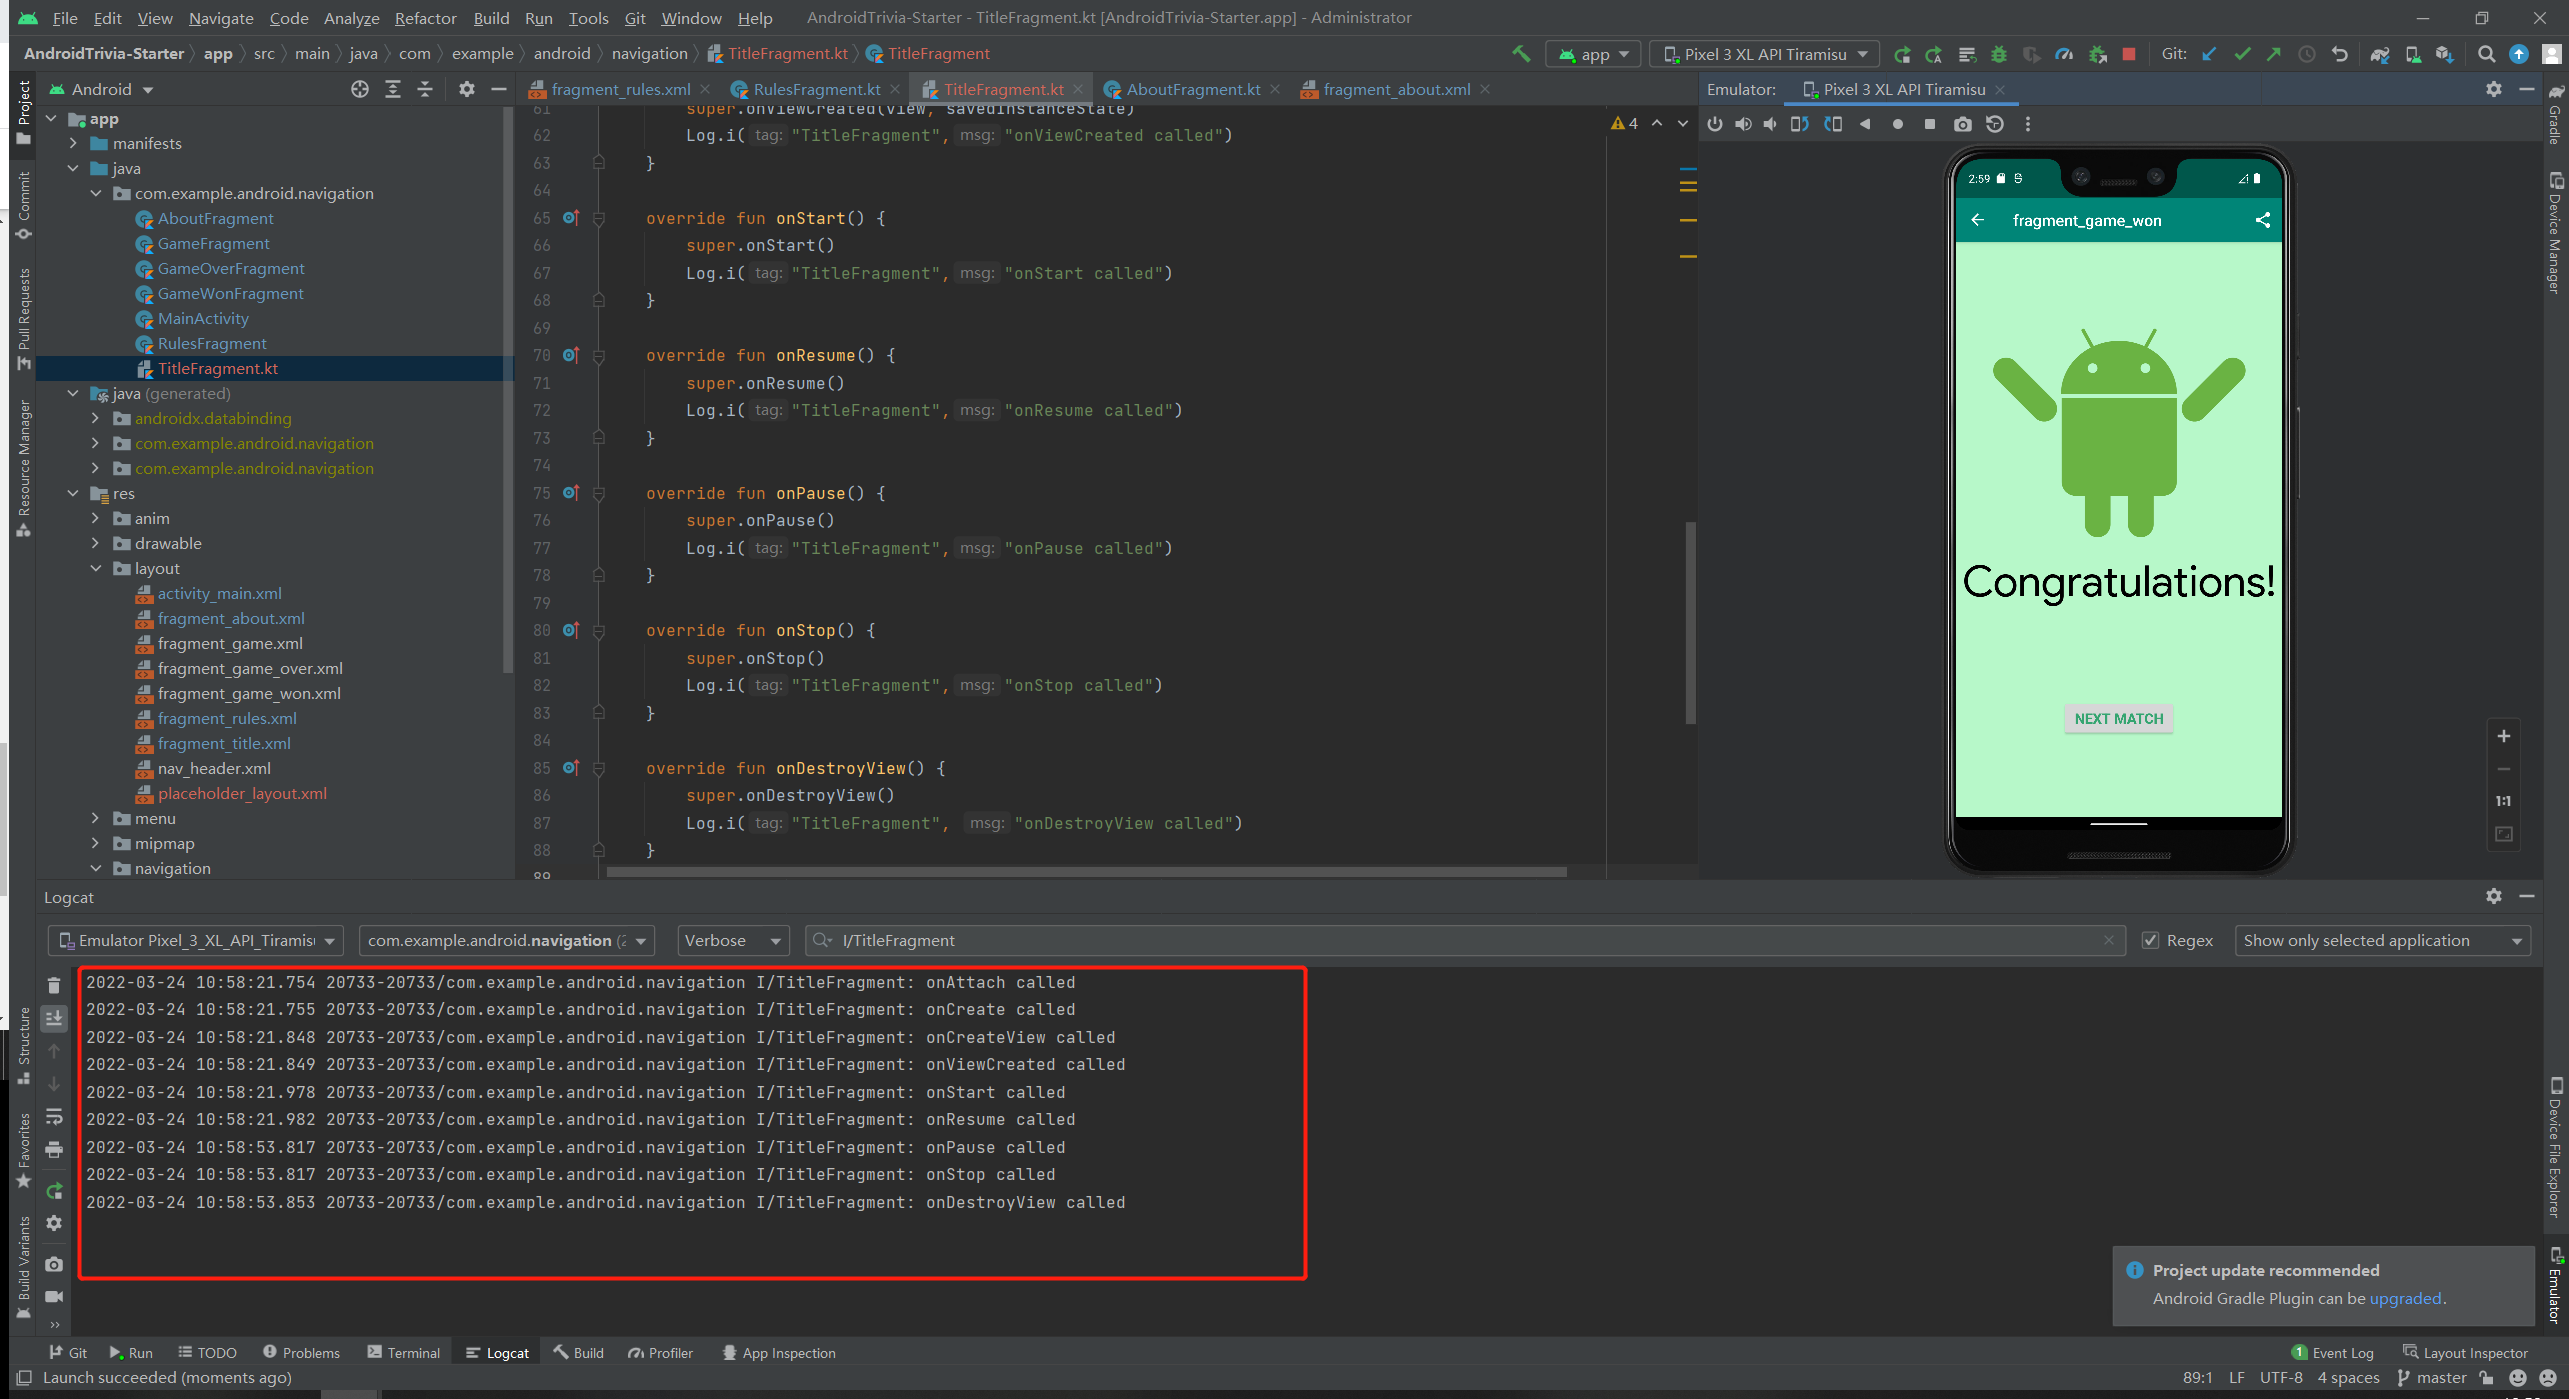 File Edit View Navigate Code Analyze Refactor Build Run Tools Git Window Help AndroidTrivia-Starter - TitleFragment.kt [AndroidTrivia-Starter.app] - Administrator
AndroidTrivia-Starter app src main java com example android navigation TitleFragment.kt TitleFragment app Pixel 3 XL API Tiramisu Git:
Project
Commit
Pull Requests
Resource Manager
Structure
Favorites
Build Variants
Android
app
manifests
java
com.example.android.navigation
AboutFragment
GameFragment
GameOverFragment
GameWonFragment
MainActivity
RulesFragment
TitleFragment.kt
java (generated)
androidx.databinding
com.example.android.navigation
com.example.android.navigation
res
anim
drawable
layout
activity_main.xml
fragment_about.xml
fragment_game.xml
fragment_game_over.xml
fragment_game_won.xml
fragment_rules.xml
fragment_title.xml
nav_header.xml
placeholder_layout.xml
menu
mipmap
navigation
fragment_rules.xml RulesFragment.kt TitleFragment.kt AboutFragment.kt fragment_about.xml
4
61 super.onViewCreated(view, savedInstanceState)
62 Log.i( tag: "TitleFragment", msg: "onViewCreated called")
63 }
64
65 override fun onStart() {
66 super.onStart()
67 Log.i( tag: "TitleFragment", msg: "onStart called")
68 }
69
70 override fun onResume() {
71 super.onResume()
72 Log.i( tag: "TitleFragment", msg: "onResume called")
73 }
74
75 override fun onPause() {
76 super.onPause()
77 Log.i( tag: "TitleFragment", msg: "onPause called")
78 }
79
80 override fun onStop() {
81 super.onStop()
82 Log.i( tag: "TitleFragment", msg: "onStop called")
83 }
84
85 override fun onDestroyView() {
86 super.onDestroyView()
87 Log.i( tag: "TitleFragment", msg: "onDestroyView called")
88 }
89
Emulator: Pixel 3 XL API Tiramisu
2:59
fragment_game_won
Congratulations!
NEXT MATCH
1:1
Gradle
Device Manager
Device File Explorer
Emulator
Logcat
Emulator Pixel_3_XL_API_Tiramisu com.example.android.navigation (2 Verbose I/TitleFragment Regex Show only selected application
2022-03-24 10:58:21.754 20733-20733/com.example.android.navigation I/TitleFragment: onAttach called
2022-03-24 10:58:21.755 20733-20733/com.example.android.navigation I/TitleFragment: onCreate called
2022-03-24 10:58:21.848 20733-20733/com.example.android.navigation I/TitleFragment: onCreateView called
2022-03-24 10:58:21.849 20733-20733/com.example.android.navigation I/TitleFragment: onViewCreated called
2022-03-24 10:58:21.978 20733-20733/com.example.android.navigation I/TitleFragment: onStart called
2022-03-24 10:58:21.982 20733-20733/com.example.android.navigation I/TitleFragment: onResume called
2022-03-24 10:58:53.817 20733-20733/com.example.android.navigation I/TitleFragment: onPause called
2022-03-24 10:58:53.817 20733-20733/com.example.android.navigation I/TitleFragment: onStop called
2022-03-24 10:58:53.853 20733-20733/com.example.android.navigation I/TitleFragment: onDestroyView called
Project update recommended
Android Gradle Plugin can be upgraded.
Git Run TODO Problems Terminal Logcat Build Profiler App Inspection 1 Event Log Layout Inspector
Launch succeeded (moments ago) 89:1 LF UTF-8 4 spaces master